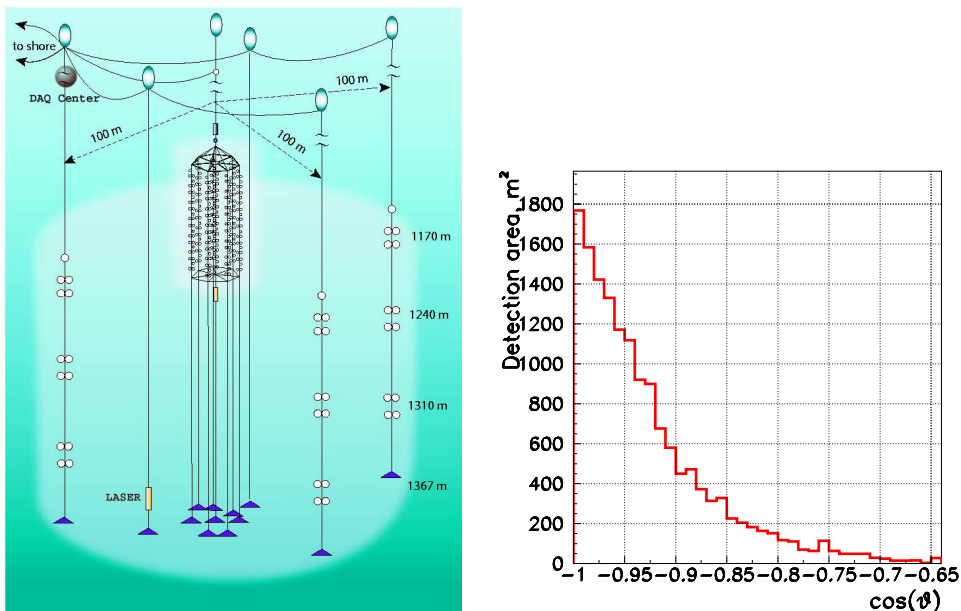 to shore
DAQ Center
100 m
100 m
100 m
1170 m
1240 m
1310 m
1367 m
LASER
Detection area, m²
1800
1600
1400
1200
1000
800
600
400
200
0
-1 -0.95 -0.9 -0.85 -0.8 -0.75 -0.7 -0.65
cos(ϑ)